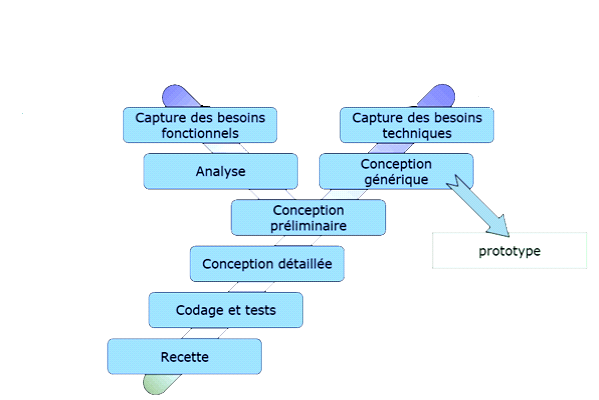 Capture des besoins
fonctionnels
Capture des besoins
techniques
Analyse
Conception
générique
Conception
préliminaire
prototype
Conception détaillée
Codage et tests
Recette